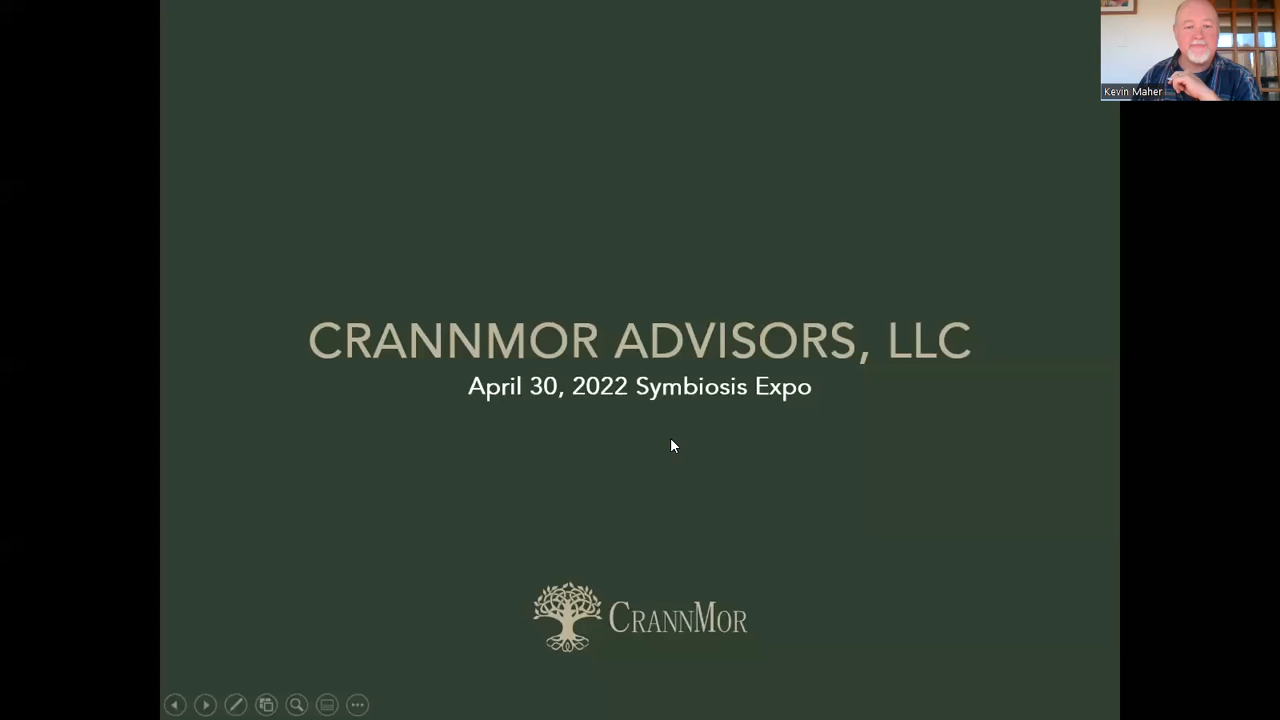 Kevin Maher
CRANNMOR ADVISORS, LLC
April 30, 2022 Symbiosis Expo
CRANNMOR